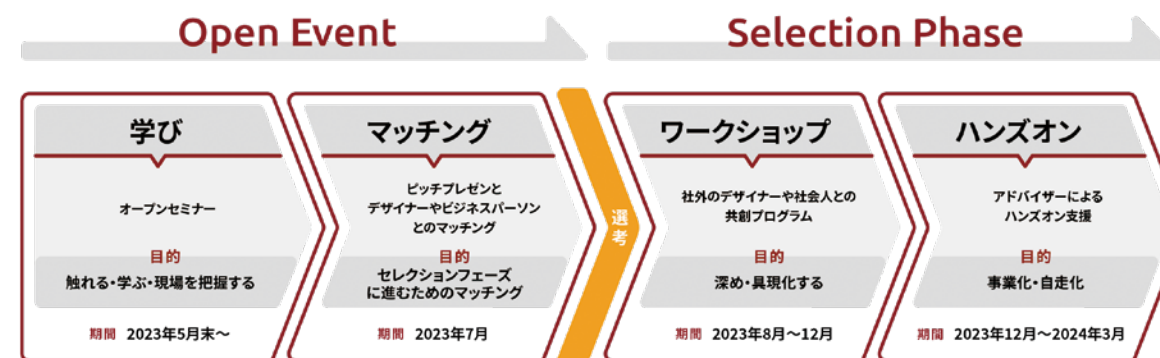 Open Event
Selection Phase
学び
オープンセミナー
目的
触れる・学ぶ・現場を把握する
期間 2023年5月末～
マッチング
ピッチプレゼンと
デザイナーやビジネスパーソン
とのマッチング
目的
セレクションフェーズ
に進むためのマッチング
期間 2023年7月
選考
ワークショップ
社外のデザイナーや社会人との
共創プログラム
目的
深め・具現化する
期間 2023年8月～12月
ハンズオン
アドバイザーによる
ハンズオン支援
目的
事業化・自走化
期間 2023年12月～2024年3月